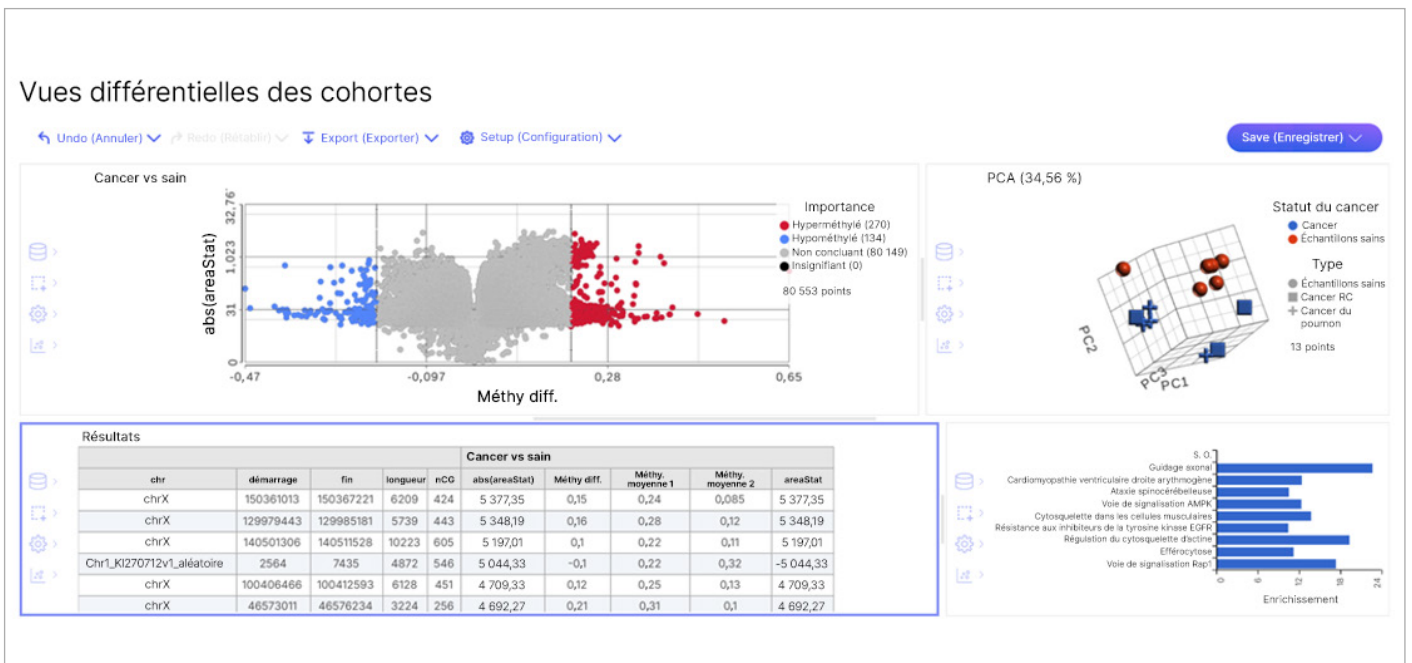 Vues différentielles des cohortes
Undo (Annuler) Redo (Rétablir) Export (Exporter) Setup (Configuration) Save (Enregistrer)
Cancer vs sain
abs(areaStat)
32,76
1,023
31
0
-0,47 -0,097 0,28 0,65
Méthy diff.
Importance
Hyperméthylé (270)
Hypométhylé (134)
Non concluant (80 149)
Insignifiant (0)
80 553 points
PCA (34,56 %)
PC2
PC3
PC1
Statut du cancer
Cancer
Échantillons sains
Type
Échantillons sains
Cancer RC
Cancer du
poumon
13 points
Résultats
Cancer vs sain
chr démarrage fin longueur nCG abs(areaStat) Méthy diff. Méthy. moyenne 1 Méthy. moyenne 2 areaStat
chrX 150361013 150367221 6209 424 5 377,35 0,15 0,24 0,085 5 377,35
chrX 129979443 129985181 5739 443 5 348,19 0,16 0,28 0,12 5 348,19
chrX 140501306 140511528 10223 605 5 197,01 0,1 0,22 0,11 5 197,01
Chr1_KI270712v1_aléatoire 2564 7435 4872 546 5 044,33 -0,1 0,22 0,32 -5 044,33
chrX 100406466 100412593 6128 451 4 709,33 0,12 0,25 0,13 4 709,33
chrX 46573011 46576234 3224 256 4 692,27 0,21 0,31 0,1 4 692,27
S. O.
Guidage axonal
Cardiomyopathie ventriculaire droite arythmogène
Ataxie spinocérébelleuse
Voie de signalisation AMPK
Cytosquelette dans les cellules musculaires
Résistance aux inhibiteurs de la tyrosine kinase EGFR
Régulation du cytosquelette d'actine
Efférocytose
Voie de signalisation Rap1
0 6 12 18 24
Enrichissement